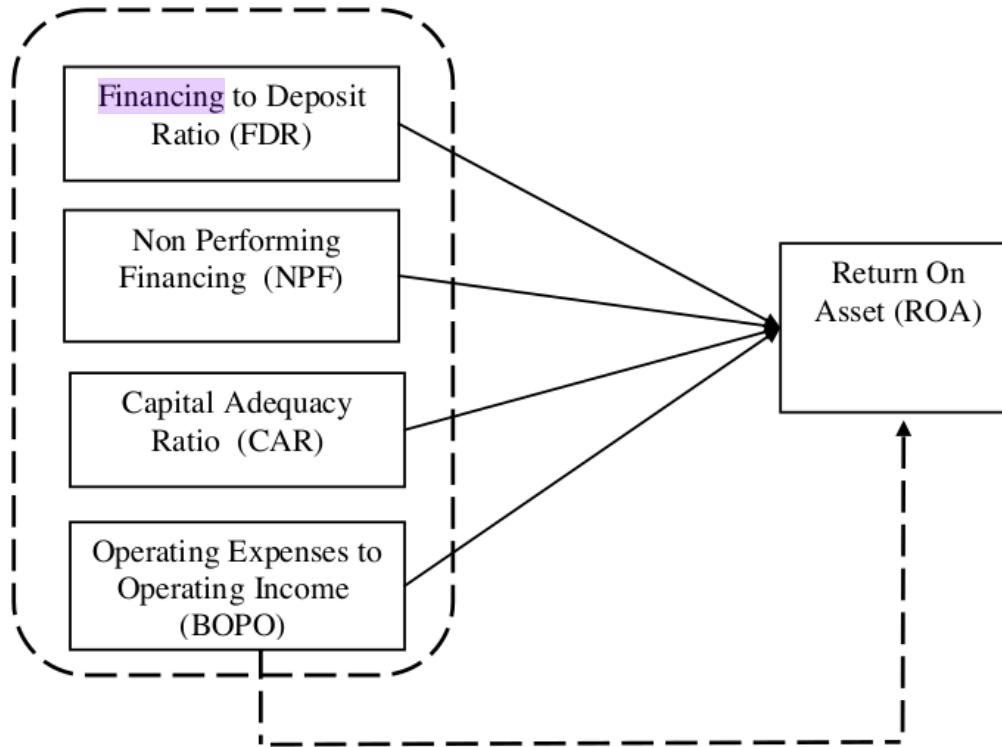 Financing to Deposit
Ratio (FDR)
Non Performing
Financing (NPF)
Capital Adequacy
Ratio (CAR)
Operating Expenses to
Operating Income
(BOPO)
Return On
Asset (ROA)